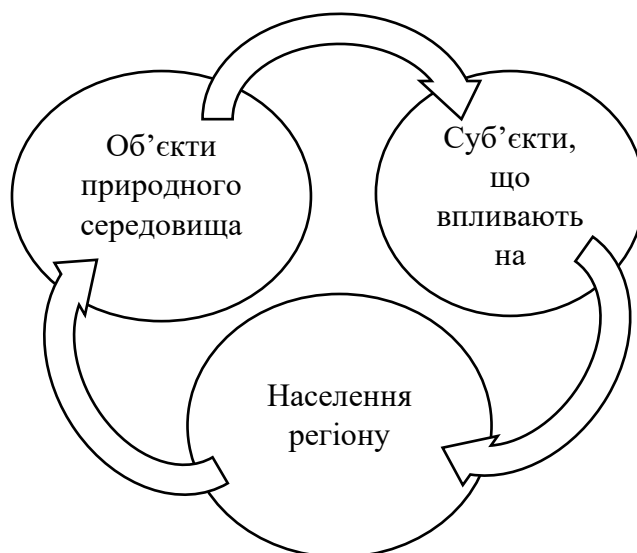 Об’єкти
природного
середовища
Суб’єкти,
що
впливають
на
Населення
регіону